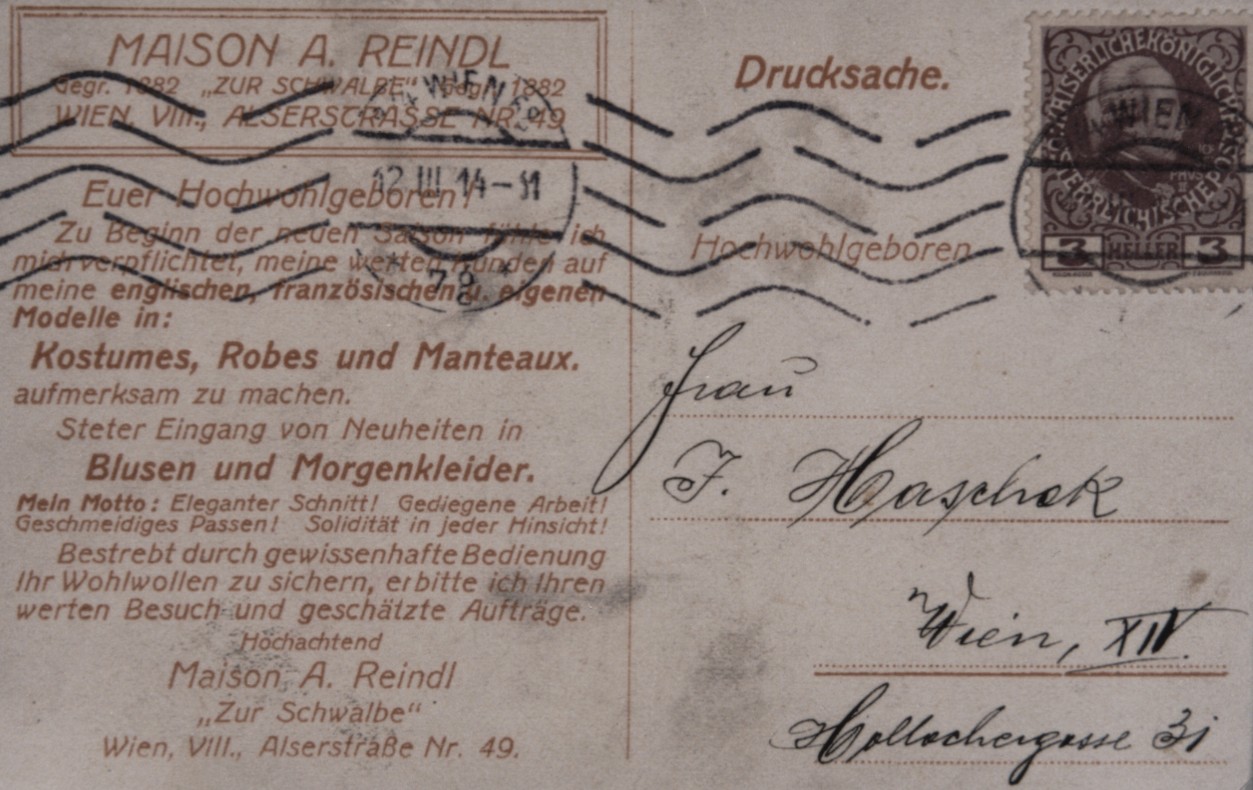 MAISON A. REINDL
Gegr. 1882 „ZUR SCHWALBE“ Gegr. 1882
WIEN, VIII., ALSERSTRASSE NR. 49
Euer Hochwohlgeboren!
Zu Beginn der neuen Saison fühle ich
mich verpflichtet, meine werten Kunden auf
meine englischen, französischen u. eigenen
Modelle in:
Kostumes, Robes und Manteaux.
aufmerksam zu machen.
Steter Eingang von Neuheiten in
Blusen und Morgenkleider.
Mein Motto: Eleganter Schnitt! Gediegene Arbeit!
Geschmeidiges Passen! Solidität in jeder Hinsicht!
Bestrebt durch gewissenhafte Bedienung
Ihr Wohlwollen zu sichern, erbitte ich Ihren
werten Besuch und geschätzte Aufträge.
Hochachtend
Maison A. Reindl
„Zur Schwalbe“
Wien, VIII., Alserstraße Nr. 49.
WIEN
12 III 14-11
Drucksache.
Hochwohlgeboren
Frau
J. Haschek
Wien, XIV.
Hollochergasse 31
KAISERLICHE KÖNIGLICHE
ÖSTERREICHISCHE POST
3 HELLER 3
WIEN